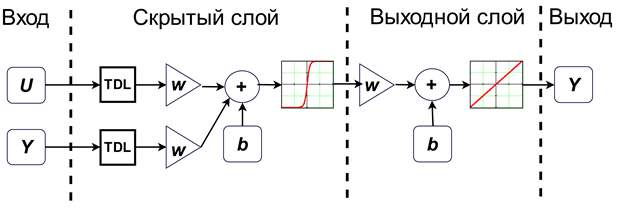 Вход Скрытый слой Выходной слой Выход
U TDL w + w + Y
Y TDL w b b